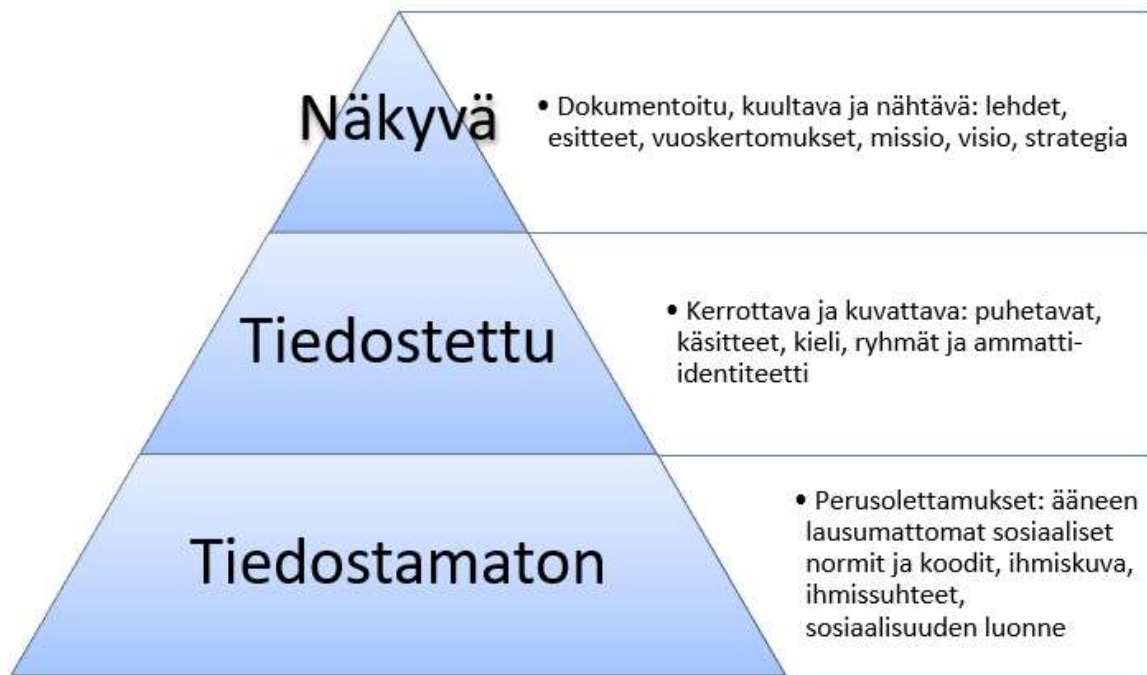 Näkyvä
• Dokumentoitu, kuultava ja nähtävä: lehdet,
esitteet, vuoskertomukset, missio, visio, strategia
Tiedostettu
• Kerrottava ja kuvattava: puhetavat,
käsitteet, kieli, ryhmät ja ammatti-
identiteetti
Tiedostamaton
• Perusolettamukset: ääneen
lausumattomat sosiaaliset
normit ja koodit, ihmiskuva,
ihmissuhteet,
sosiaalisuuden luonne